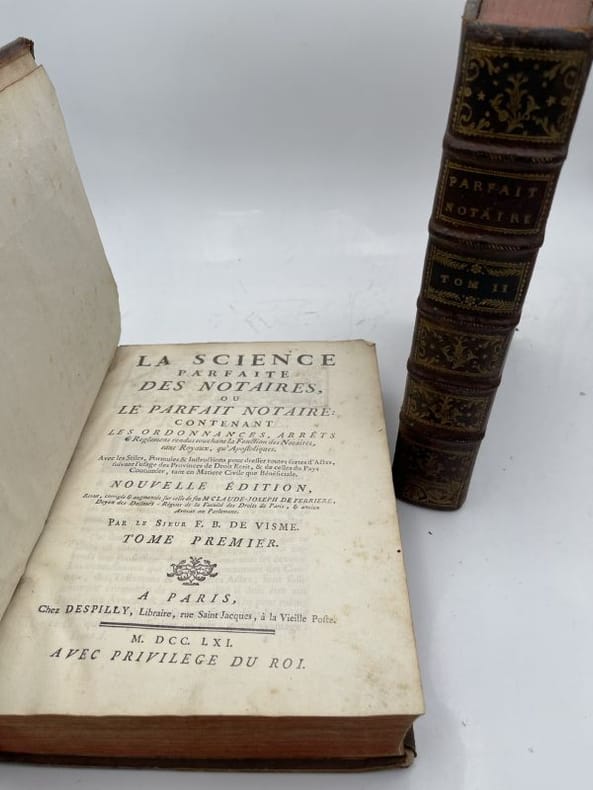 LA SCIENCE
PARFAITE
DES NOTAIRES,
OU
LE PARFAIT NOTAIRE:
CONTENANT
LES ORDONNANCES, ARRÊTS
& Reglemens rendus touchant la Fonction des Notaires,
tant Royaux, qu'Apostoliques.
Avec les Stiles, Formules & Instructions pour dresser toutes sortes d'Actes,
suivant l'usage des Provinces de Droit Ecrit, & de celles du Pays
Coutumier, tant en Matiere Civile que Bénéficiale.
NOUVELLE ÉDITION,
Revue, corrigée & augmentée sur celle de feu Me CLAUDE-JOSEPH DE FERRIERE,
Doyen des Docteurs-Régens de la Faculté des Droits de Paris, & ancien
Avocat au Parlement.
PAR LE SIEUR F. B. DE VISME.
TOME PREMIER.
A PARIS,
Chez DESPILLY, Libraire, rue Saint Jacques, à la Vieille Poste.
M. DCC. LXI.
AVEC PRIVILEGE DU ROI.
PARFAIT
NOTAIRE
TOM II